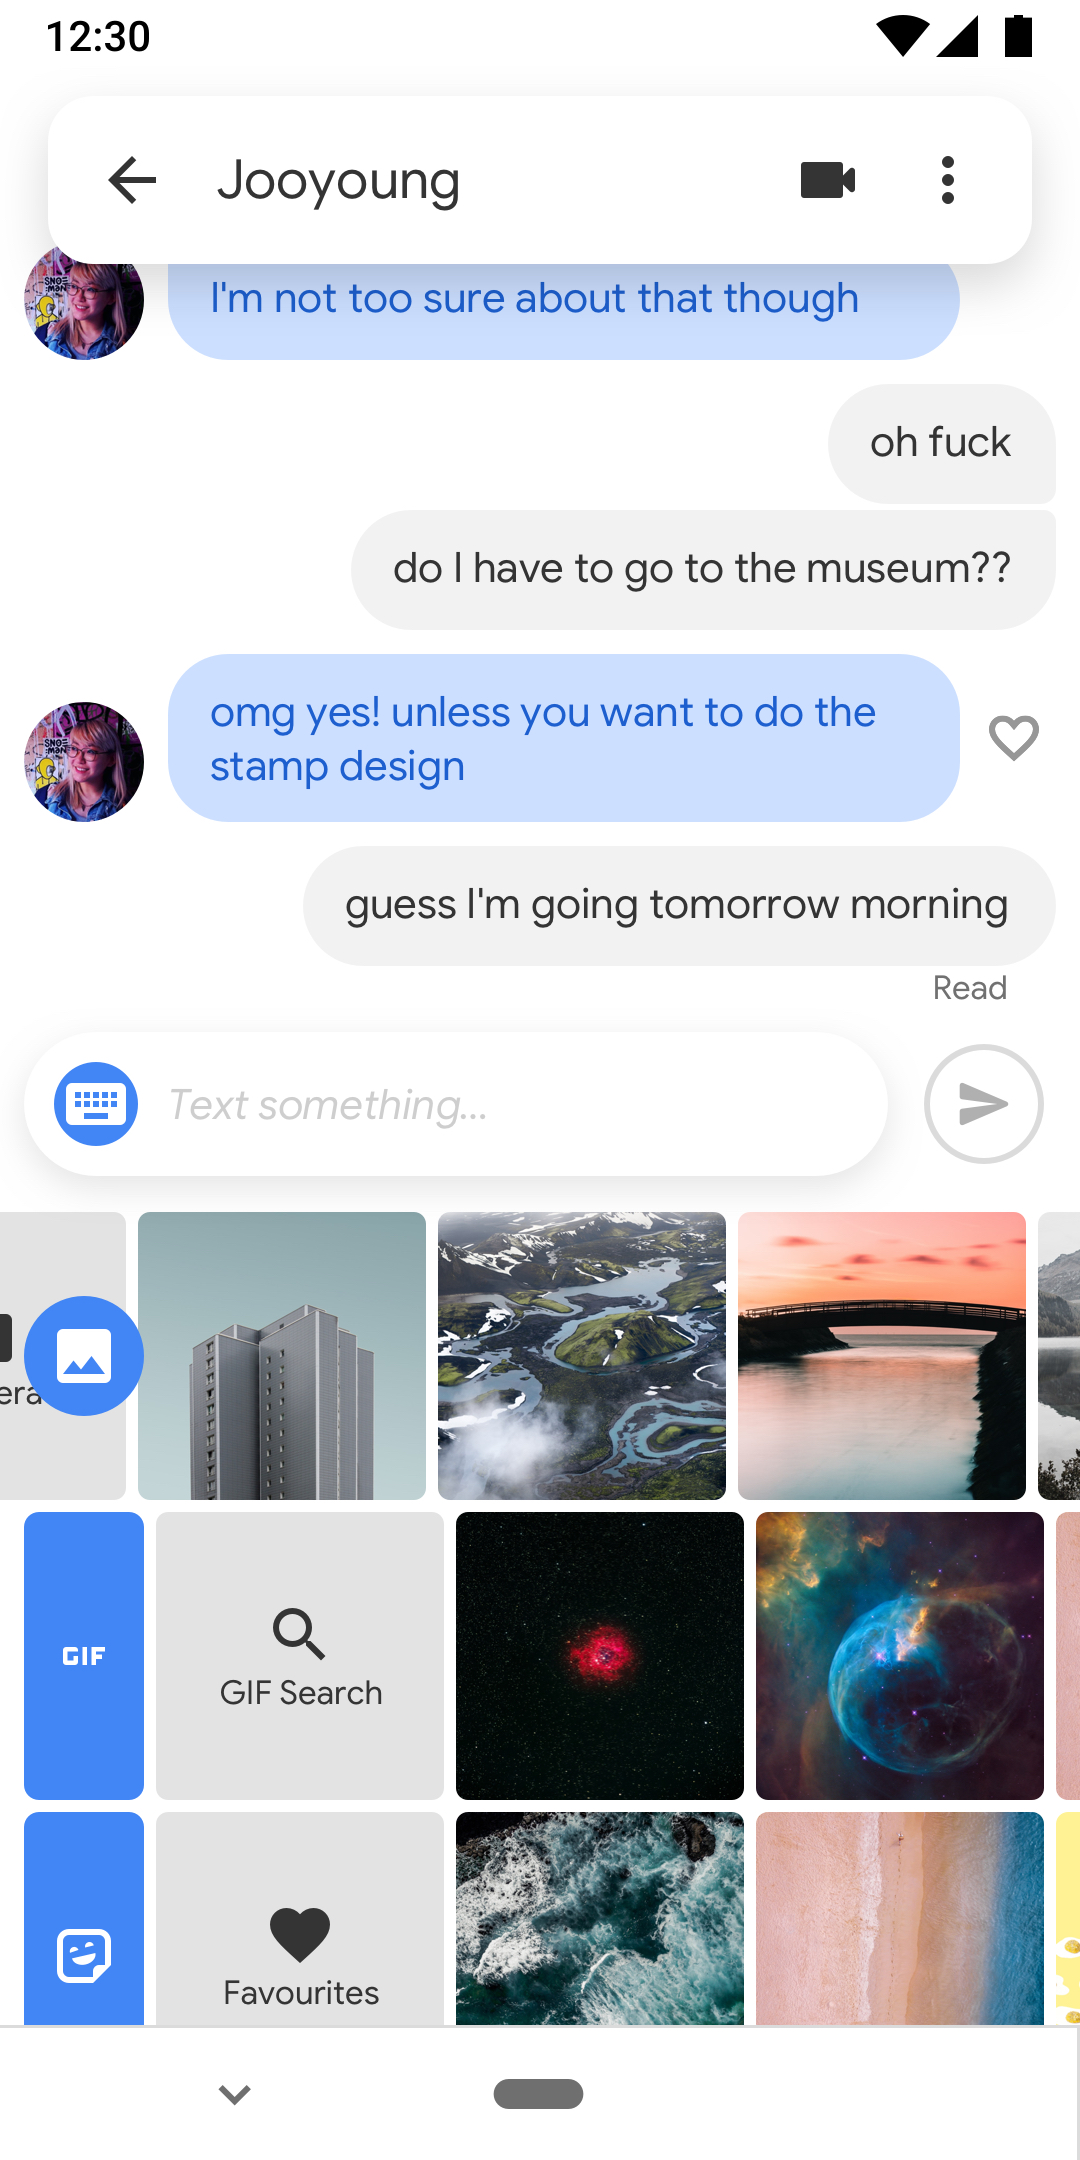 12:30
Jooyoung
I'm not too sure about that though
oh fuck
do I have to go to the museum??
omg yes! unless you want to do the
stamp design
guess I'm going tomorrow morning
Read
Text something...
era
GIF
GIF Search
Favourites